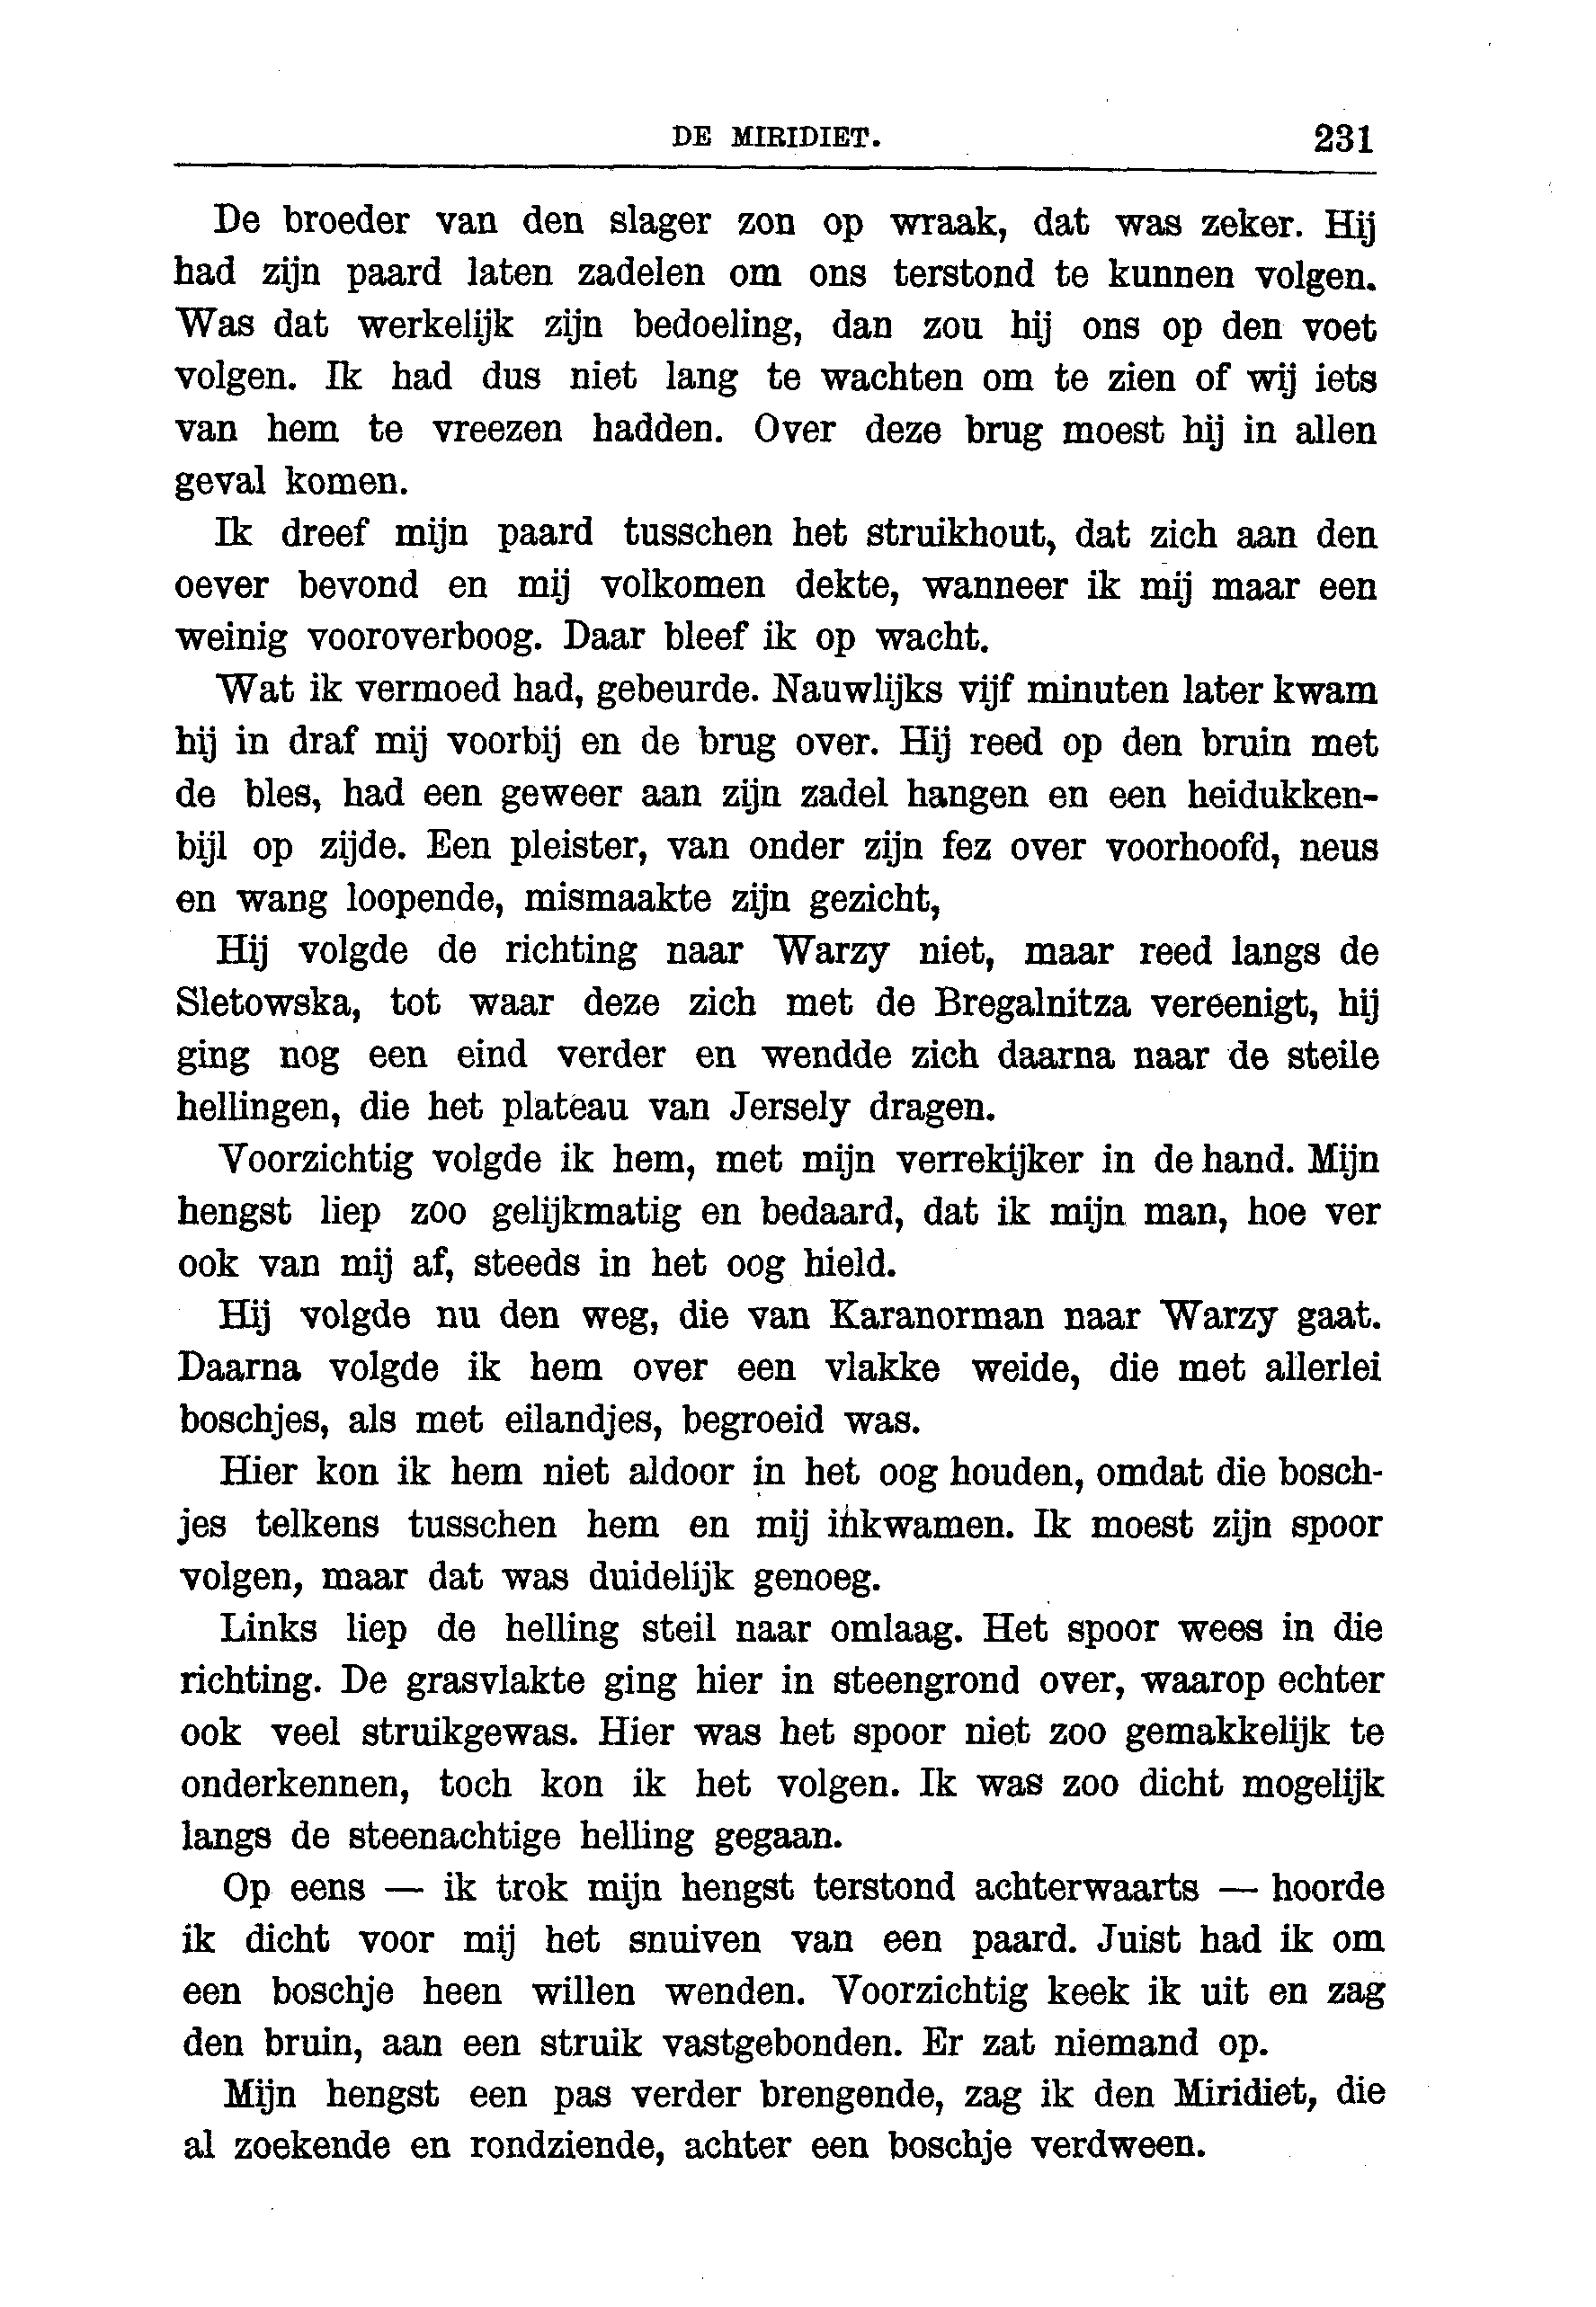 DE MIRIDIET. 231
De broeder van den slager zon op wraak, dat was zeker. Hij
had zijn paard laten zadelen om ons terstond te kunnen volgen.
Was dat werkelijk zijn bedoeling, dan zou hij ons op den voet
volgen. Ik had dus niet lang te wachten om te zien of wij iets
van hem te vreezen hadden. Over deze brug moest hij in allen
geval komen.
Ik dreef mijn paard tusschen het struikhout, dat zich aan den
oever bevond en mij volkomen dekte, wanneer ik mij maar een
weinig vooroverboog. Daar bleef ik op wacht.
Wat ik vermoed had, gebeurde. Nauwlijks vijf minuten later kwam
hij in draf mij voorbij en de brug over. Hij reed op den bruin met
de bles, had een geweer aan zijn zadel hangen en een heidukken-
bijl op zijde. Een pleister, van onder zijn fez over voorhoofd, neus
en wang loopende, mismaakte zijn gezicht,
Hij volgde de richting naar Warzy niet, maar reed langs de
Sletowska, tot waar deze zich met de Bregalnitza vereenigt, hij
ging nog een eind verder en wendde zich daarna naar de steile
hellingen, die het plateau van Jersely dragen.
Voorzichtig volgde ik hem, met mijn verrekijker in de hand. Mijn
hengst liep zoo gelijkmatig en bedaard, dat ik mijn man, hoe ver
ook van mij af, steeds in het oog hield.
Hij volgde nu den weg, die van Karanorman naar Warzy gaat.
Daarna volgde ik hem over een vlakke weide, die met allerlei
boschjes, als met eilandjes, begroeid was.
Hier kon ik hem niet aldoor in het oog houden, omdat die bosch-
jes telkens tusschen hem en mij inkwamen. Ik moest zijn spoor
volgen, maar dat was duidelijk genoeg.
Links liep de helling steil naar omlaag. Het spoor wees in die
richting. De grasvlakte ging hier in steengrond over, waarop echter
ook veel struikgewas. Hier was het spoor niet zoo gemakkelijk te
onderkennen, toch kon ik het volgen. Ik was zoo dicht mogelijk
langs de steenachtige helling gegaan.
Op eens — ik trok mijn hengst terstond achterwaarts — hoorde
ik dicht voor mij het snuiven van een paard. Juist had ik om
een boschje heen willen wenden. Voorzichtig keek ik uit en zag
den bruin, aan een struik vastgebonden. Er zat niemand op.
Mijn hengst een pas verder brengende, zag ik den Miridiet, die
al zoekende en rondziende, achter een boschje verdween.